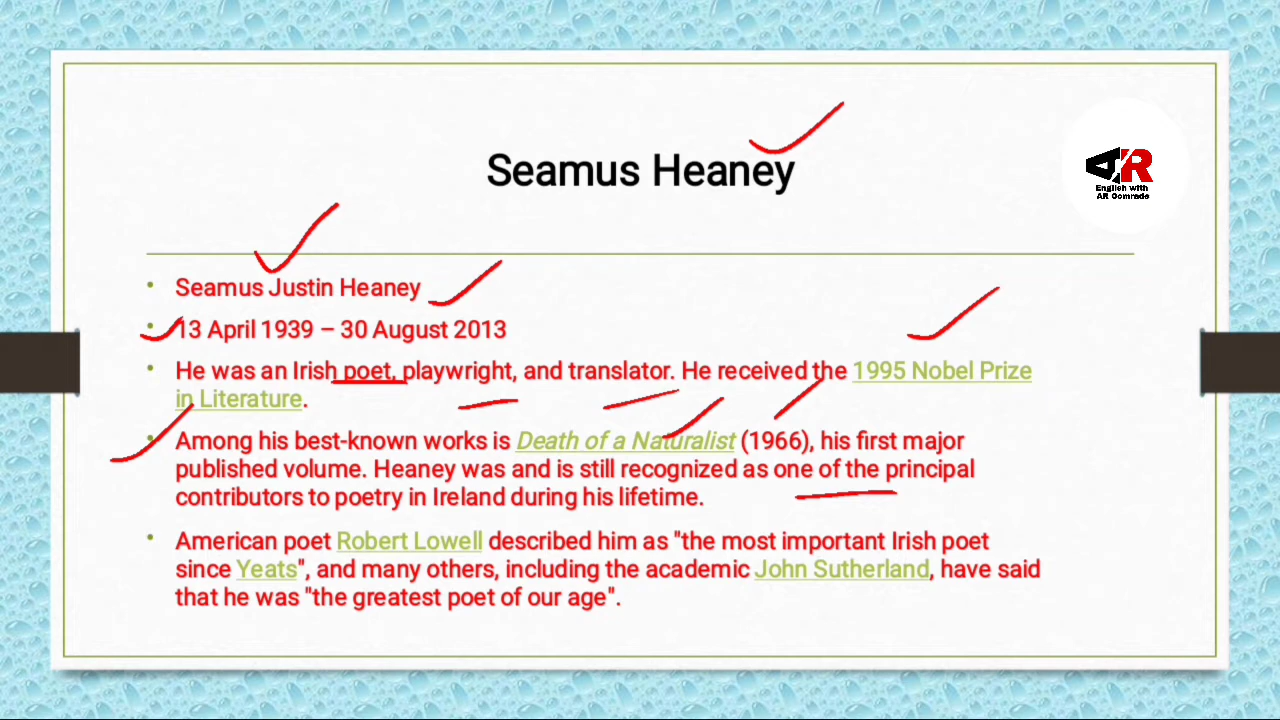 Seamus Heaney
AR
English with
AR Comrade
• Seamus Justin Heaney
• 13 April 1939 – 30 August 2013
• He was an Irish poet, playwright, and translator. He received the 1995 Nobel Prize
in Literature.
• Among his best-known works is Death of a Naturalist (1966), his first major
published volume. Heaney was and is still recognized as one of the principal
contributors to poetry in Ireland during his lifetime.
• American poet Robert Lowell described him as "the most important Irish poet
since Yeats", and many others, including the academic John Sutherland, have said
that he was "the greatest poet of our age".